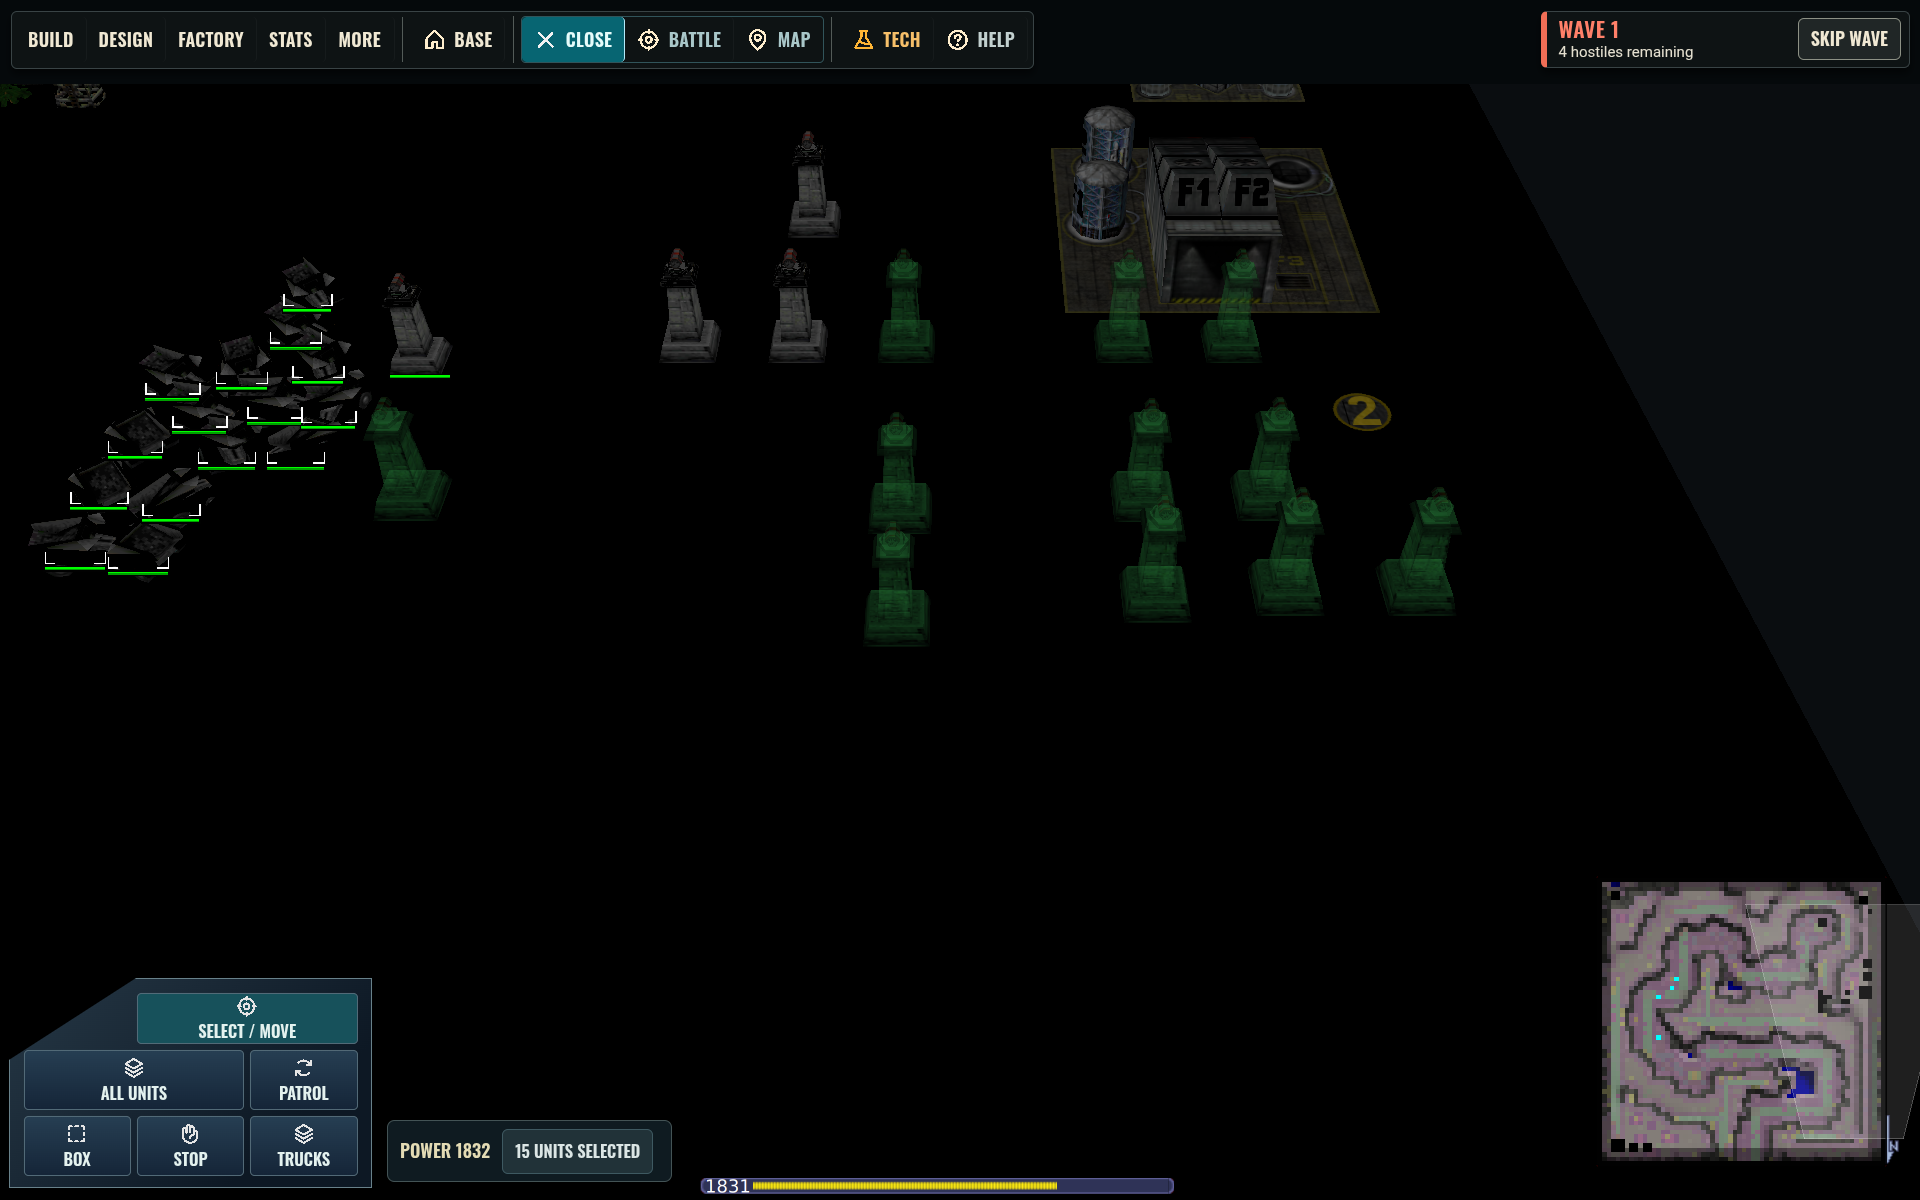 BUILD DESIGN FACTORY STATS MORE BASE CLOSE BATTLE MAP TECH HELP
WAVE 1
4 hostiles remaining
SKIP WAVE
F1 F2
F3
2
SELECT / MOVE
ALL UNITS PATROL
BOX STOP TRUCKS
POWER 1832 15 UNITS SELECTED
1831
N